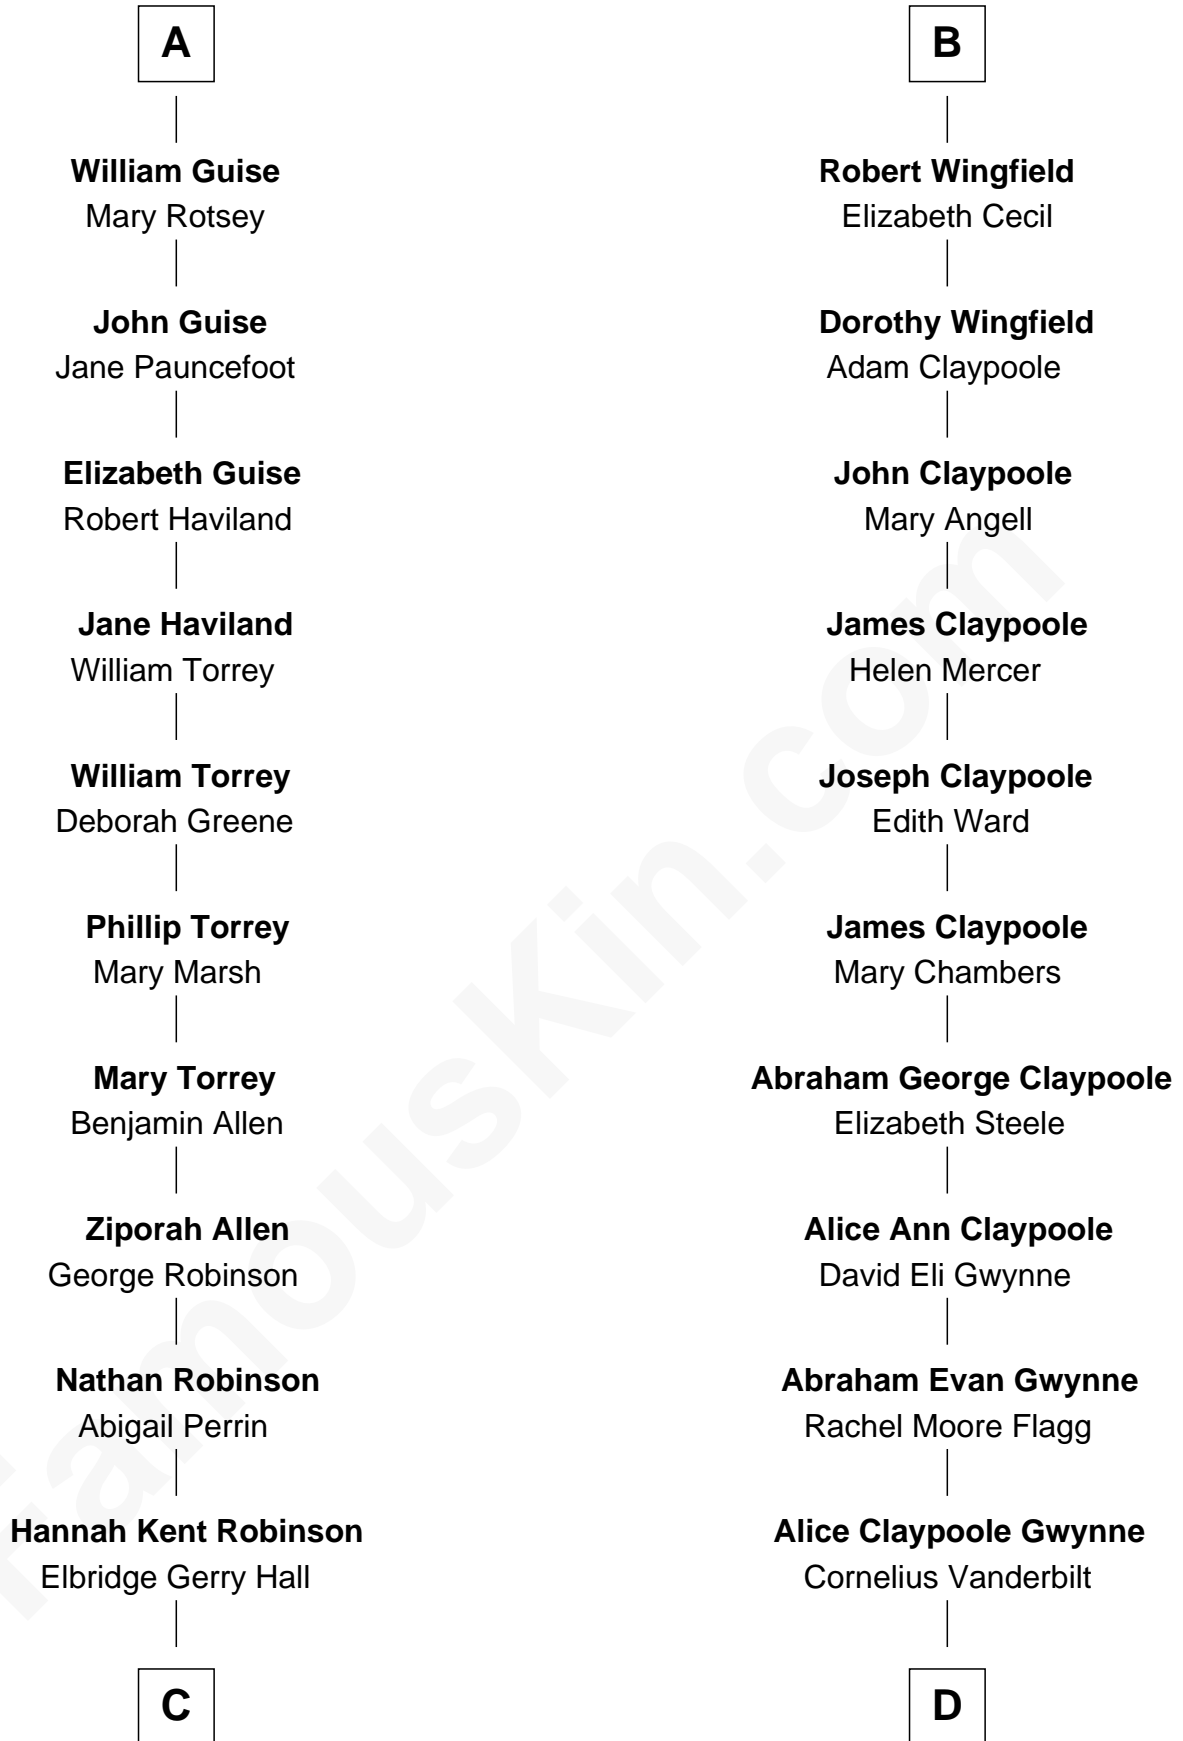 A
William Guise
Mary Rotsey
John Guise
Jane Pauncefoot
Elizabeth Guise
Robert Haviland
Jane Haviland
William Torrey
William Torrey
Deborah Greene
Phillip Torrey
Mary Marsh
Mary Torrey
Benjamin Allen
Ziporah Allen
George Robinson
Nathan Robinson
Abigail Perrin
Hannah Kent Robinson
Elbridge Gerry Hall
C
B
Robert Wingfield
Elizabeth Cecil
Dorothy Wingfield
Adam Claypoole
John Claypoole
Mary Angell
James Claypoole
Helen Mercer
Joseph Claypoole
Edith Ward
James Claypoole
Mary Chambers
Abraham George Claypoole
Elizabeth Steele
Alice Ann Claypoole
David Eli Gwynne
Abraham Evan Gwynne
Rachel Moore Flagg
Alice Claypoole Gwynne
Cornelius Vanderbilt
D
FamousKin.com